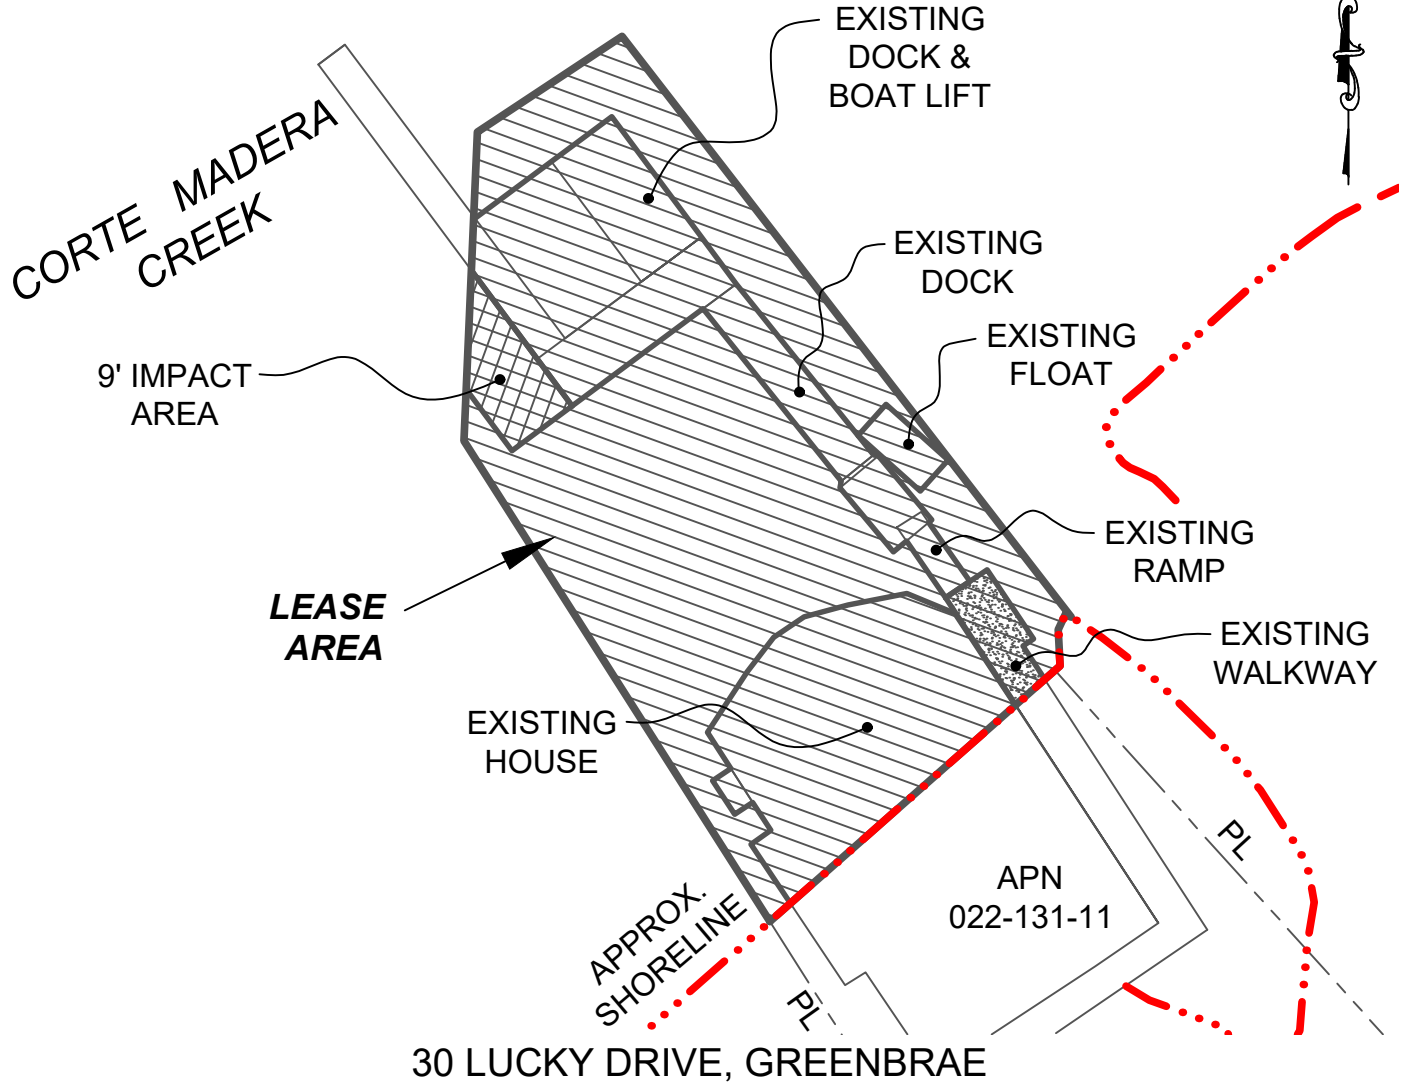 EXISTING
DOCK &
BOAT LIFT
CORTE MADERA
CREEK
EXISTING
DOCK
EXISTING
FLOAT
9' IMPACT
AREA
EXISTING
RAMP
LEASE
AREA
EXISTING
WALKWAY
EXISTING
HOUSE
PL
APN
022-131-11
APPROX.
SHORELINE
PL
30 LUCKY DRIVE, GREENBRAE